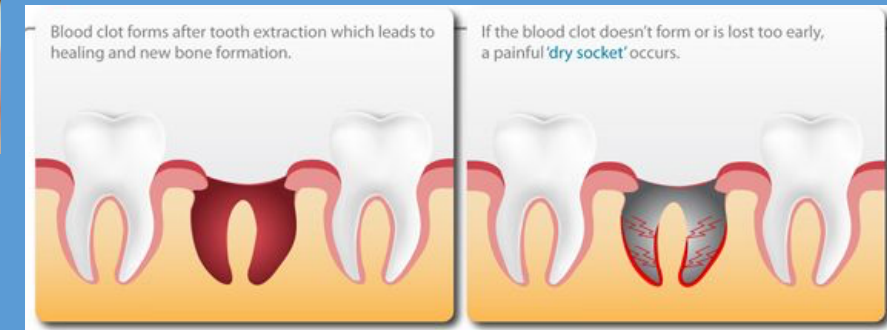 Blood clot forms after tooth extraction which leads to
healing and new bone formation.
If the blood clot doesn't form or is lost too early,
a painful 'dry socket' occurs.